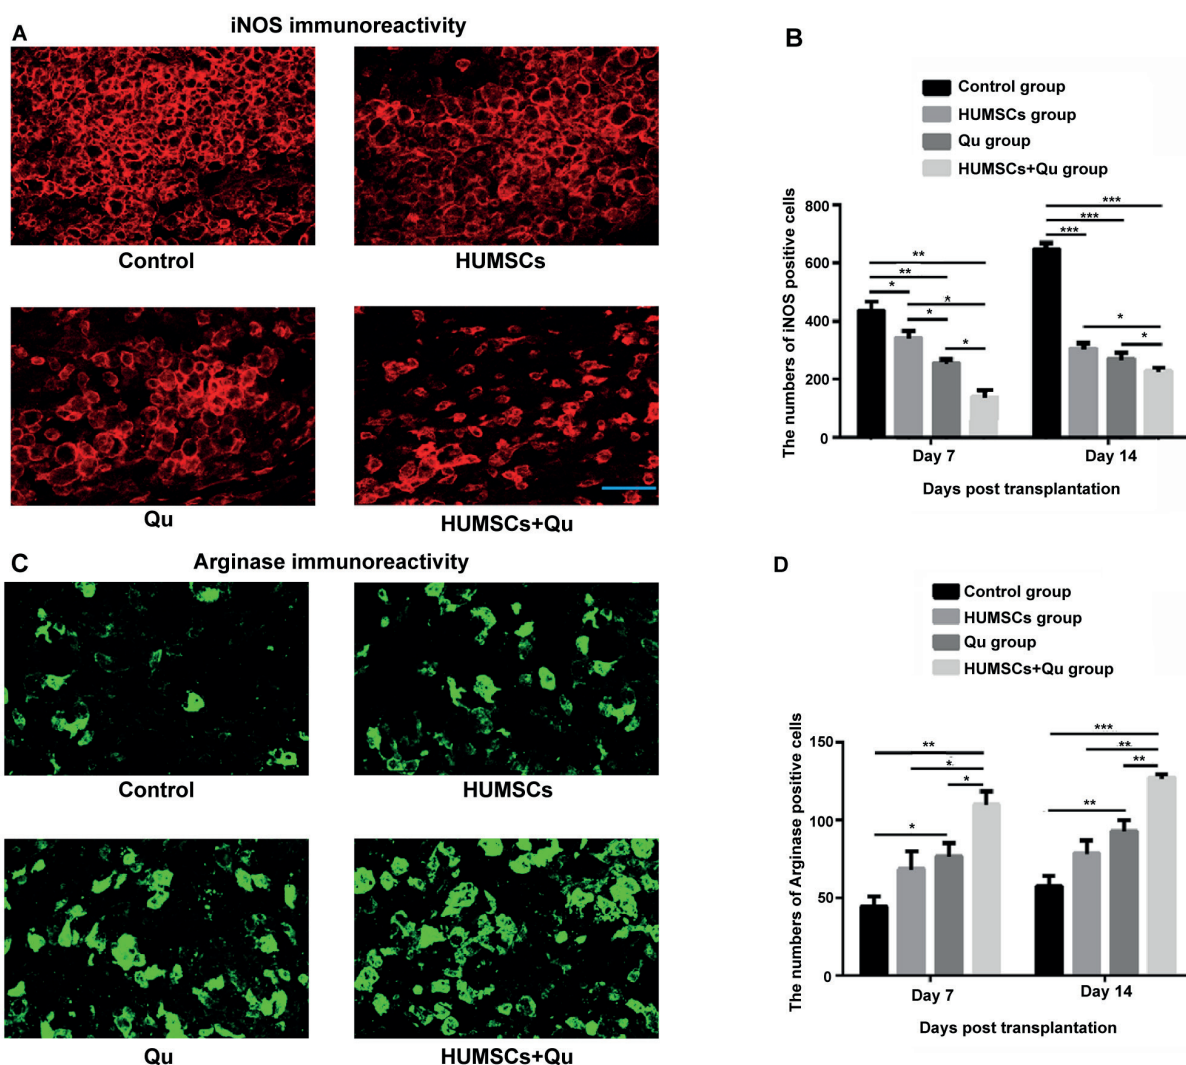 A
iNOS immunoreactivity
Control
HUMSCs
Qu
HUMSCs+Qu
B
Control group
HUMSCs group
Qu group
HUMSCs+Qu group
The numbers of iNOS positive cells
800
600
400
200
0
**
**
*
*
*
*
***
***
***
*
*
Day 7
Day 14
Days post transplantation
C
Arginase immunoreactivity
Control
HUMSCs
Qu
HUMSCs+Qu
D
Control group
HUMSCs group
Qu group
HUMSCs+Qu group
The numbers of Arginase positive cells
150
100
50
0
**
*
*
*
***
**
**
**
Day 7
Day 14
Days post transplantation